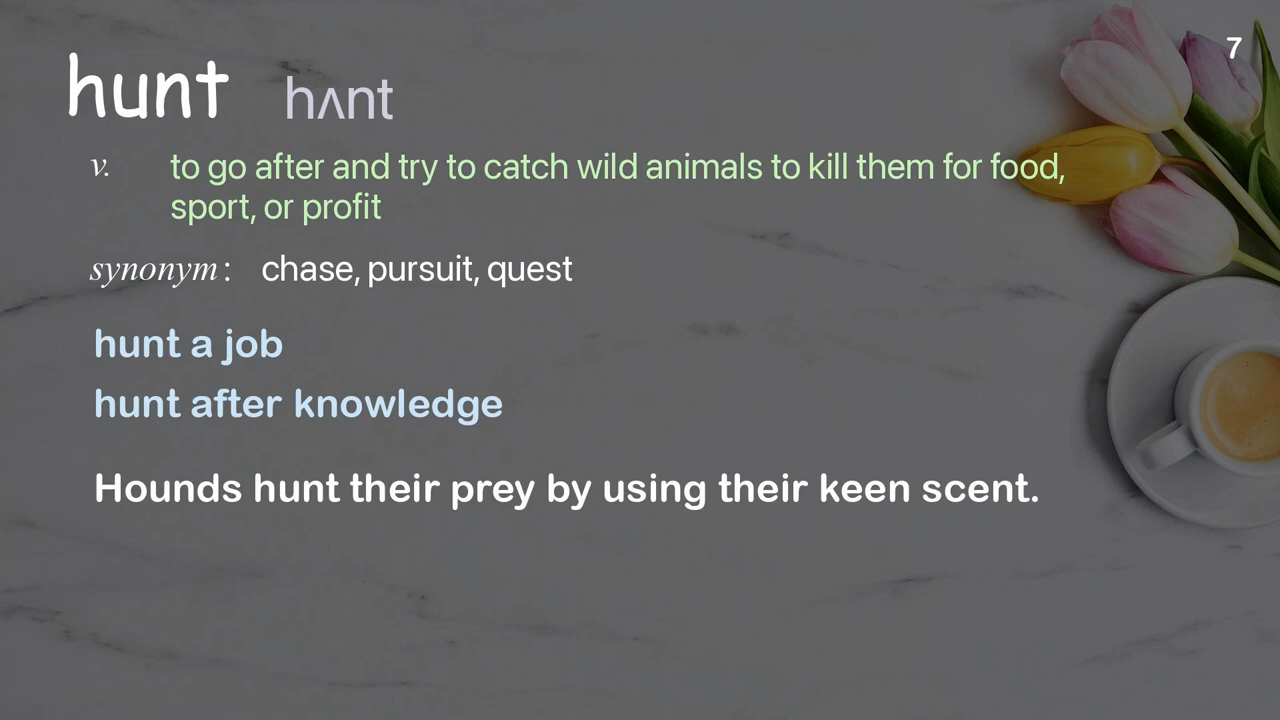 7
hunt hʌnt
v. to go after and try to catch wild animals to kill them for food,
sport, or profit
synonym: chase, pursuit, quest
hunt a job
hunt after knowledge
Hounds hunt their prey by using their keen scent.